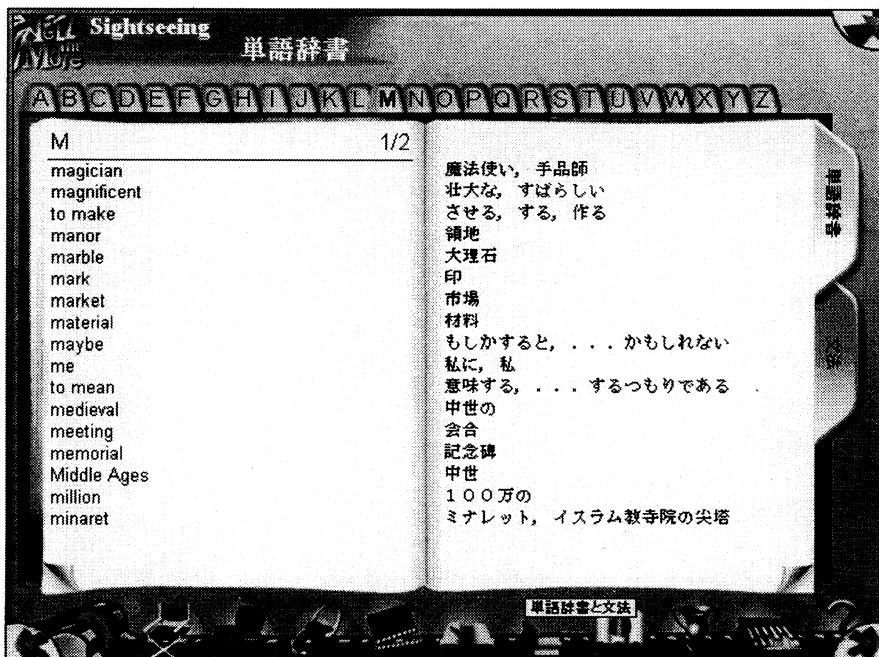 Sightseeing
単語辞書
A B C D E F G H I J K L M N O P Q R S T U V W X Y Z
M 1/2
magician 魔法使い, 手品師
magnificent 壮大な, すばらしい
to make させる, する, 作る
manor 領地
marble 大理石
mark 印
market 市場
material 材料
maybe もしかすると, . . . かもしれない
me 私に, 私
to mean 意味する, . . . するつもりである
medieval 中世の
meeting 会合
memorial 記念碑
Middle Ages 中世
million 100万の
minaret ミナレット, イスラム教寺院の尖塔
単語辞書
文法
単語辞書と文法